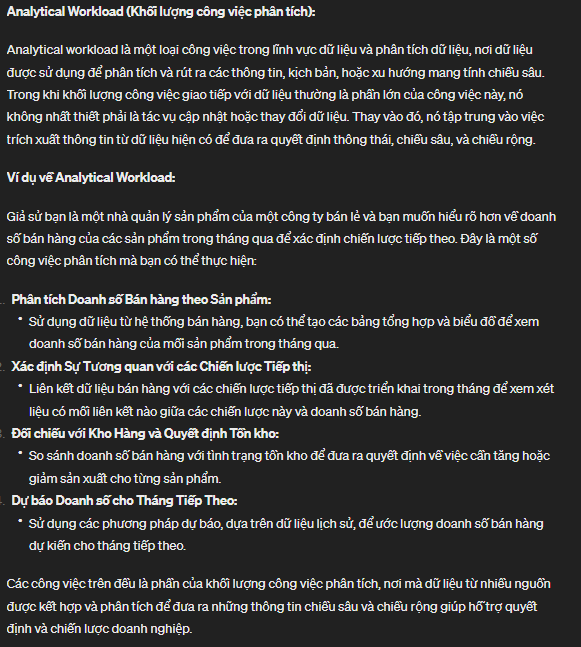 Analytical Workload (Khối lượng công việc phân tích):
Analytical workload là một loại công việc trong lĩnh vực dữ liệu và phân tích dữ liệu, nơi dữ liệu
được sử dụng để phân tích và rút ra các thông tin, kịch bản, hoặc xu hướng mang tính chiều sâu.
Trong khi khối lượng công việc giao tiếp với dữ liệu thường là phần lớn của công việc này, nó
không nhất thiết phải là tác vụ cập nhật hoặc thay đổi dữ liệu. Thay vào đó, nó tập trung vào việc
trích xuất thông tin từ dữ liệu hiện có để đưa ra quyết định thông thái, chiều sâu, và chiều rộng.
Ví dụ về Analytical Workload:
Giả sử bạn là một nhà quản lý sản phẩm của một công ty bán lẻ và bạn muốn hiểu rõ hơn về doanh
số bán hàng của các sản phẩm trong tháng qua để xác định chiến lược tiếp theo. Đây là một số
công việc phân tích mà bạn có thể thực hiện:
Phân tích Doanh số Bán hàng theo Sản phẩm:
• Sử dụng dữ liệu từ hệ thống bán hàng, bạn có thể tạo các bảng tổng hợp và biểu đồ để xem
doanh số bán hàng của mỗi sản phẩm trong tháng qua.
Xác định Sự Tương quan với các Chiến lược Tiếp thị:
• Liên kết dữ liệu bán hàng với các chiến lược tiếp thị đã được triển khai trong tháng để xem xét
liệu có mối liên kết nào giữa các chiến lược này và doanh số bán hàng.
Đối chiếu với Kho Hàng và Quyết định Tồn kho:
• So sánh doanh số bán hàng với tình trạng tồn kho để đưa ra quyết định về việc cần tăng hoặc
giảm sản xuất cho từng sản phẩm.
Dự báo Doanh số cho Tháng Tiếp Theo:
• Sử dụng các phương pháp dự báo, dựa trên dữ liệu lịch sử, để ước lượng doanh số bán hàng
dự kiến cho tháng tiếp theo.
Các công việc trên đều là phần của khối lượng công việc phân tích, nơi mà dữ liệu từ nhiều nguồn
được kết hợp và phân tích để đưa ra những thông tin chiều sâu và chiều rộng giúp hỗ trợ quyết
định và chiến lược doanh nghiệp.